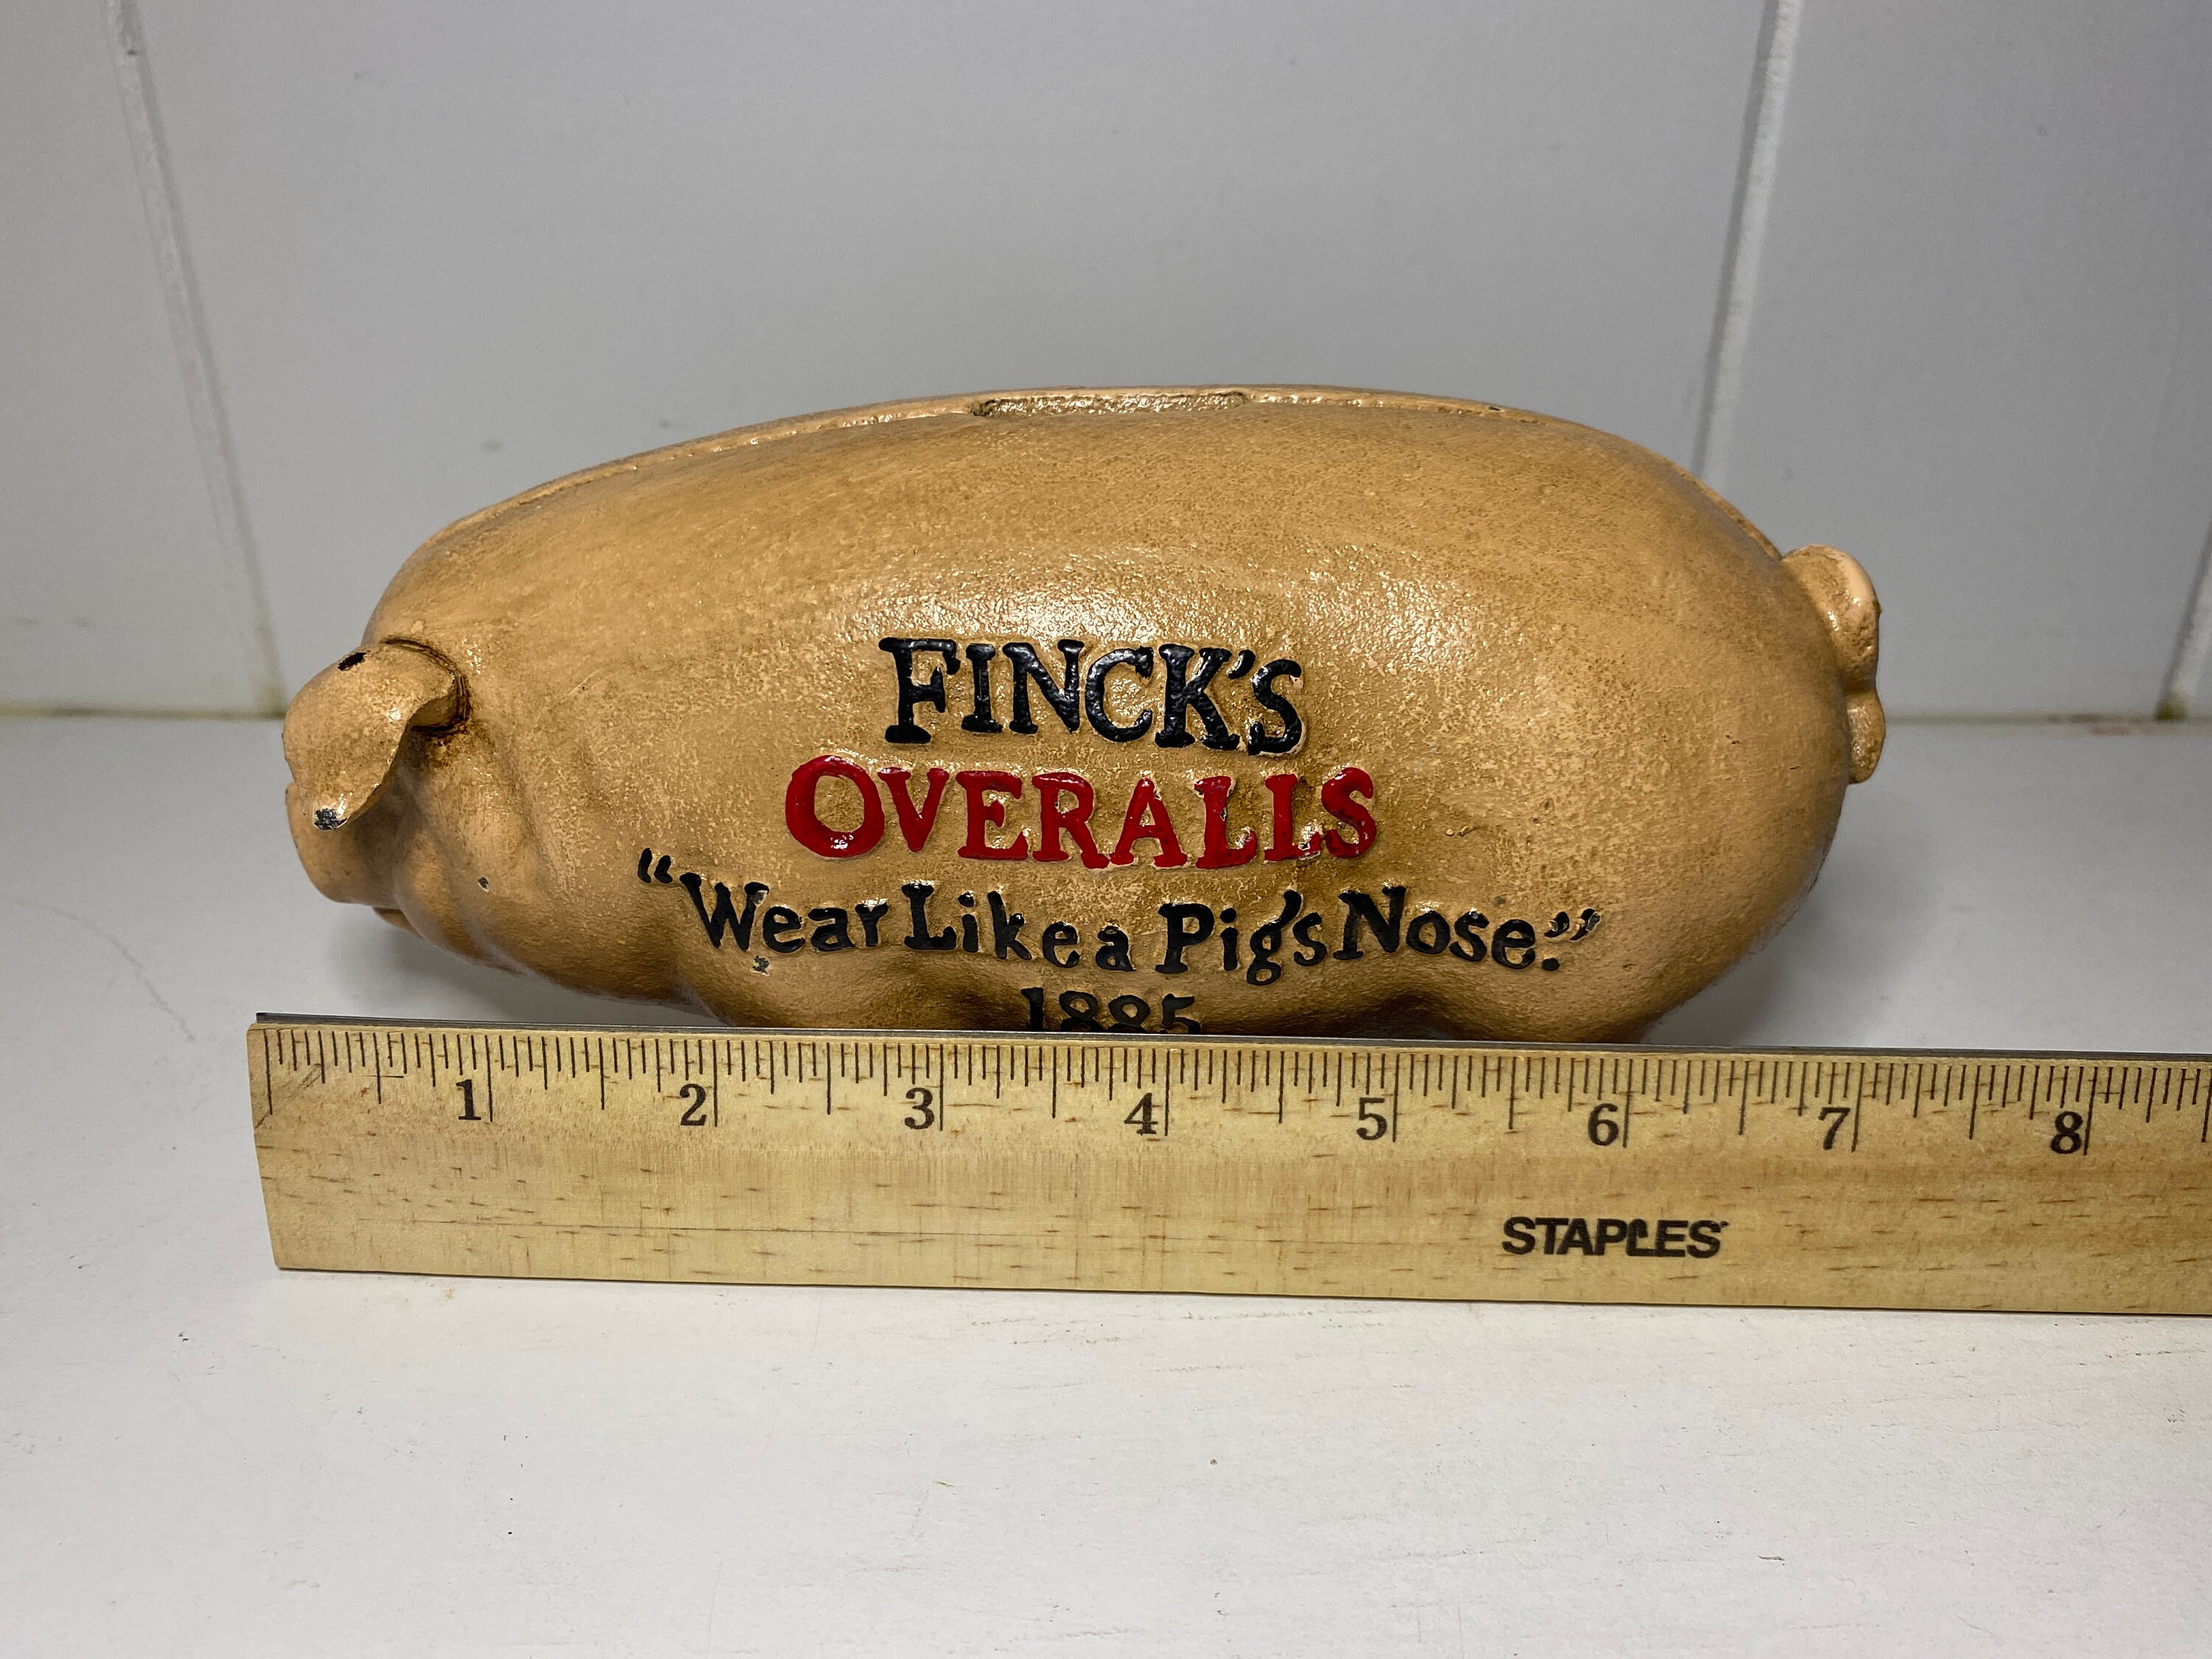 FINCK'S
OVERALLS
"Wear Like a Pig's Nose."
1885
1 2 3 4 5 6 7 8
STAPLES